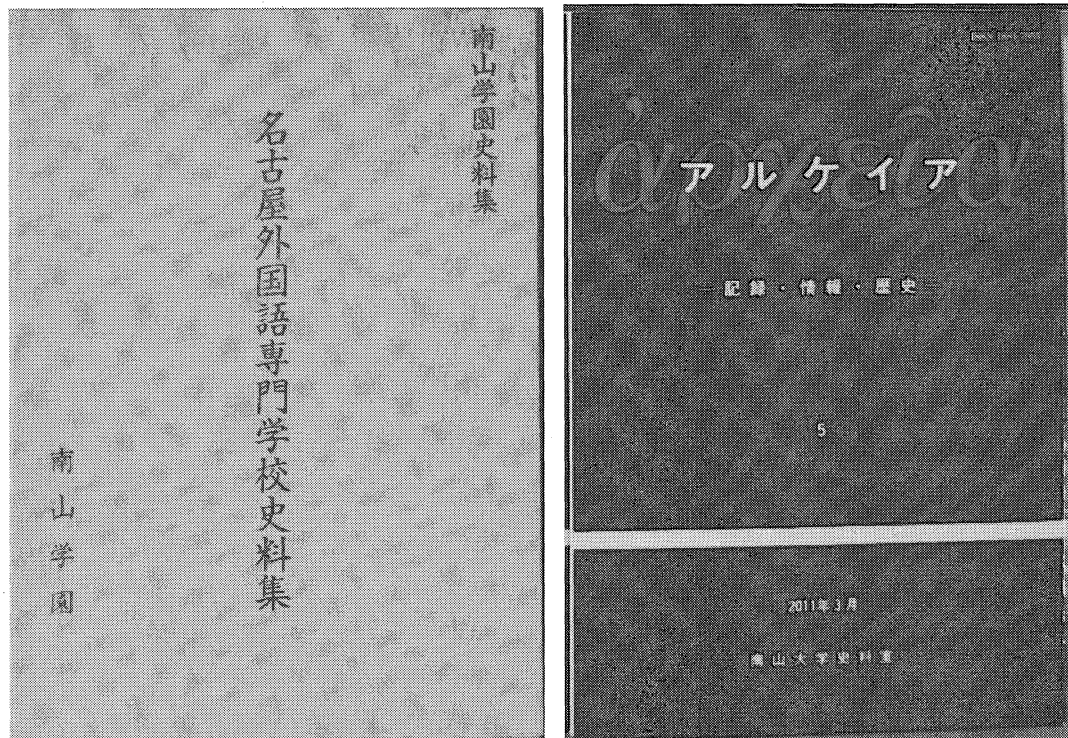 南山学園史料集
名古屋外国語専門学校史料集
南山学園
アルケイア
記録・情報・歴史
5
2011年3月
南山大学史料室